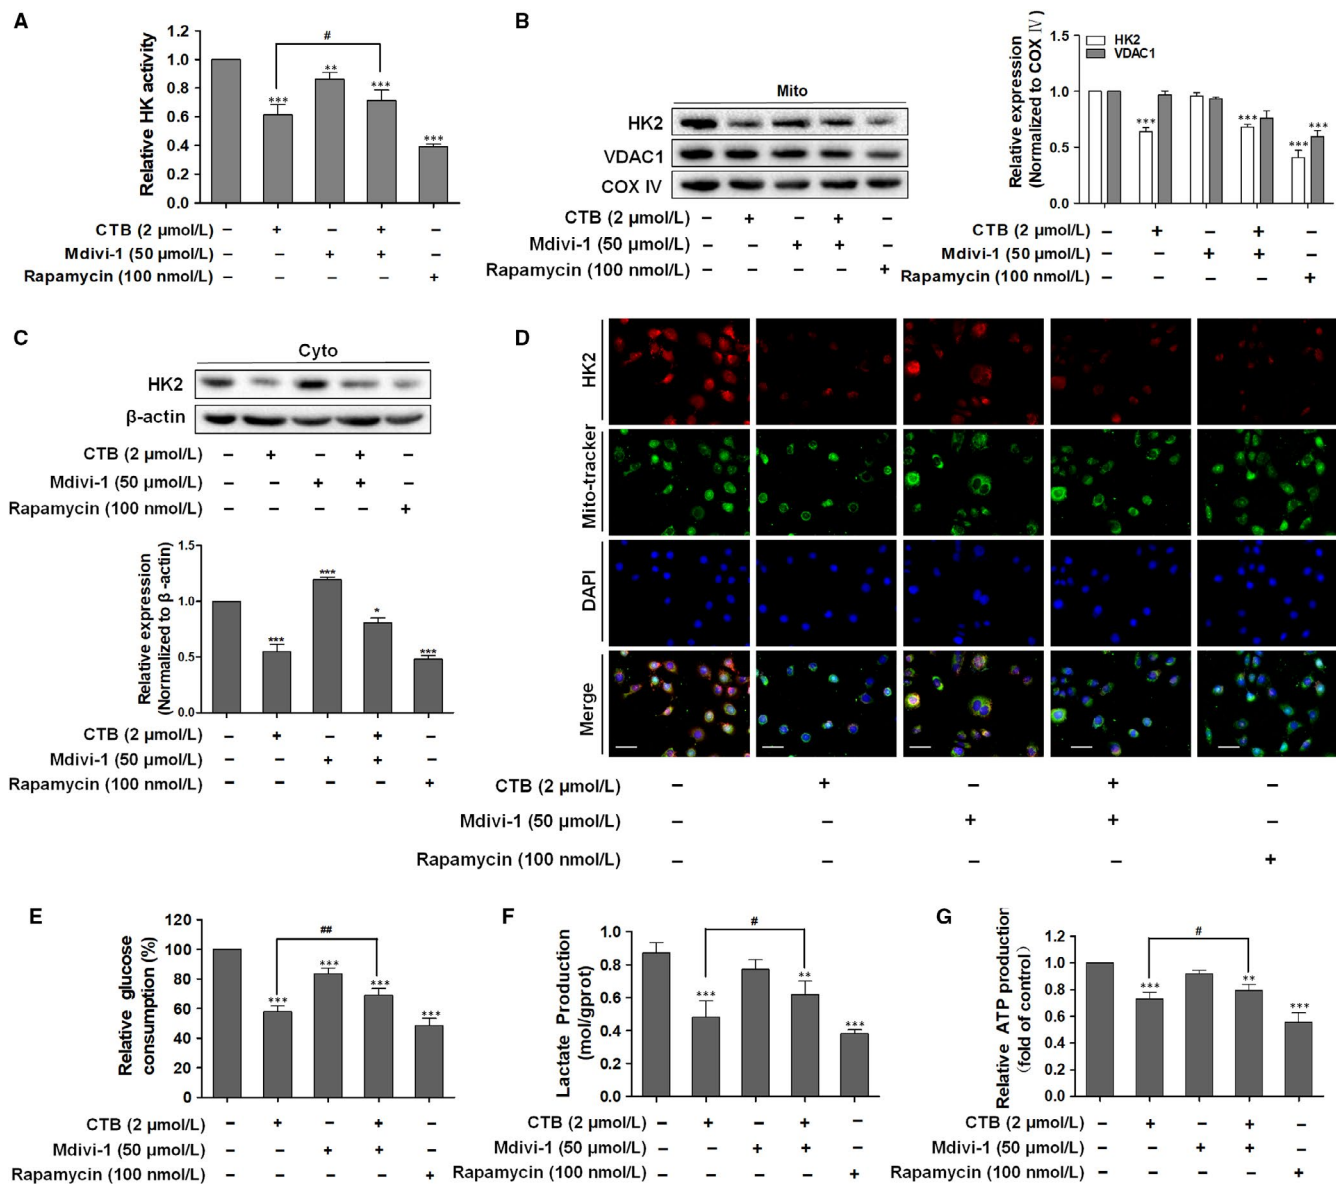 A
Relative HK activity
1.2
1.0
0.8
0.6
0.4
0.2
0.0
***
**
***
***
#
CTB (2 µmol/L) – + – + –
Mdivi-1 (50 µmol/L) – – + + –
Rapamycin (100 nmol/L) – – – – +
B
Mito
HK2
VDAC1
COX IV
CTB (2 µmol/L) – + – + –
Mdivi-1 (50 µmol/L) – – + + –
Rapamycin (100 nmol/L) – – – – +
Relative expression
(Normalized to COX Ⅳ)
1.5
1.0
0.5
0.0
HK2
VDAC1
***
***
***
***
CTB (2 µmol/L) – + – + –
Mdivi-1 (50 µmol/L) – – + + –
Rapamycin (100 nmol/L) – – – – +
C
Cyto
HK2
β-actin
CTB (2 µmol/L) – + – + –
Mdivi-1 (50 µmol/L) – – + + –
Rapamycin (100 nmol/L) – – – – +
Relative expression
(Normalized to β -actin)
1.5
1.0
0.5
0.0
***
***
*
***
CTB (2 µmol/L) – + – + –
Mdivi-1 (50 µmol/L) – – + + –
Rapamycin (100 nmol/L) – – – – +
D
HK2
Mito-tracker
DAPI
Merge
CTB (2 µmol/L) – + – + –
Mdivi-1 (50 µmol/L) – – + + –
Rapamycin (100 nmol/L) – – – – +
E
Relative glucose
consumption (%)
120
100
80
60
40
20
0
***
***
***
***
##
CTB (2 µmol/L) – + – + –
Mdivi-1 (50 µmol/L) – – + + –
Rapamycin (100 nmol/L) – – – – +
F
Lactate Production
(mol/gprot)
1.0
0.8
0.6
0.4
0.2
0.0
***
**
***
#
CTB (2 µmol/L) – + – + –
Mdivi-1 (50 µmol/L) – – + + –
Rapamycin (100 nmol/L) – – – – +
G
Relative ATP production
(fold of control)
1.2
1.0
0.8
0.6
0.4
0.2
0.0
***
**
***
#
CTB (2 µmol/L) – + – + –
Mdivi-1 (50 µmol/L) – – + + –
Rapamycin (100 nmol/L) – – – – +